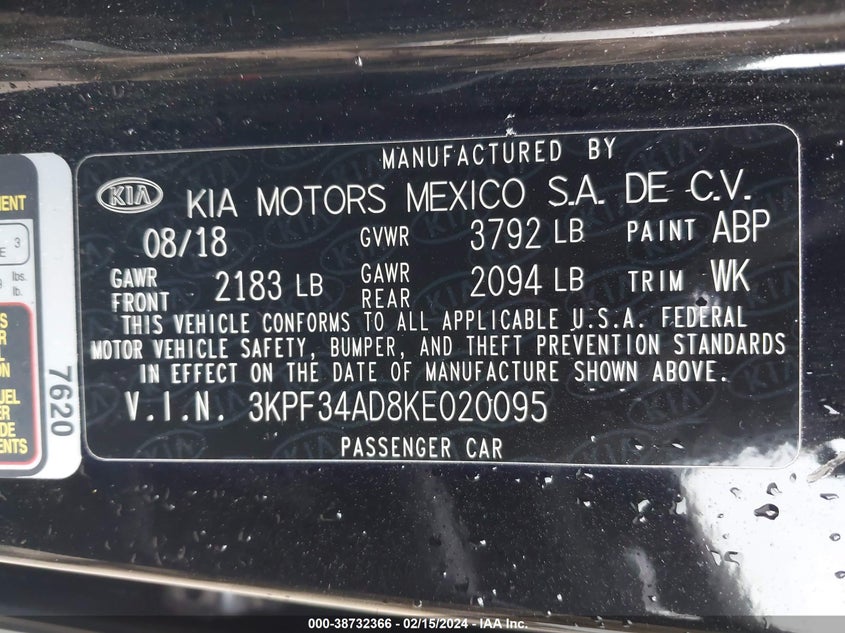 MANUFACTURED BY
KIA KIA MOTORS MEXICO S.A. DE C.V.
08/18 GVWR 3792 LB PAINT ABP
GAWR FRONT 2183 LB GAWR REAR 2094 LB TRIM WK
THIS VEHICLE CONFORMS TO ALL APPLICABLE U.S.A. FEDERAL
MOTOR VEHICLE SAFETY, BUMPER, AND THEFT PREVENTION STANDARDS
IN EFFECT ON THE DATE OF MANUFACTURE SHOWN ABOVE.
V.I.N. 3KPF34AD8KE020095
PASSENGER CAR
3
lbs.
lb.
7620
000-38732366 - 02/15/2024 - IAA Inc.